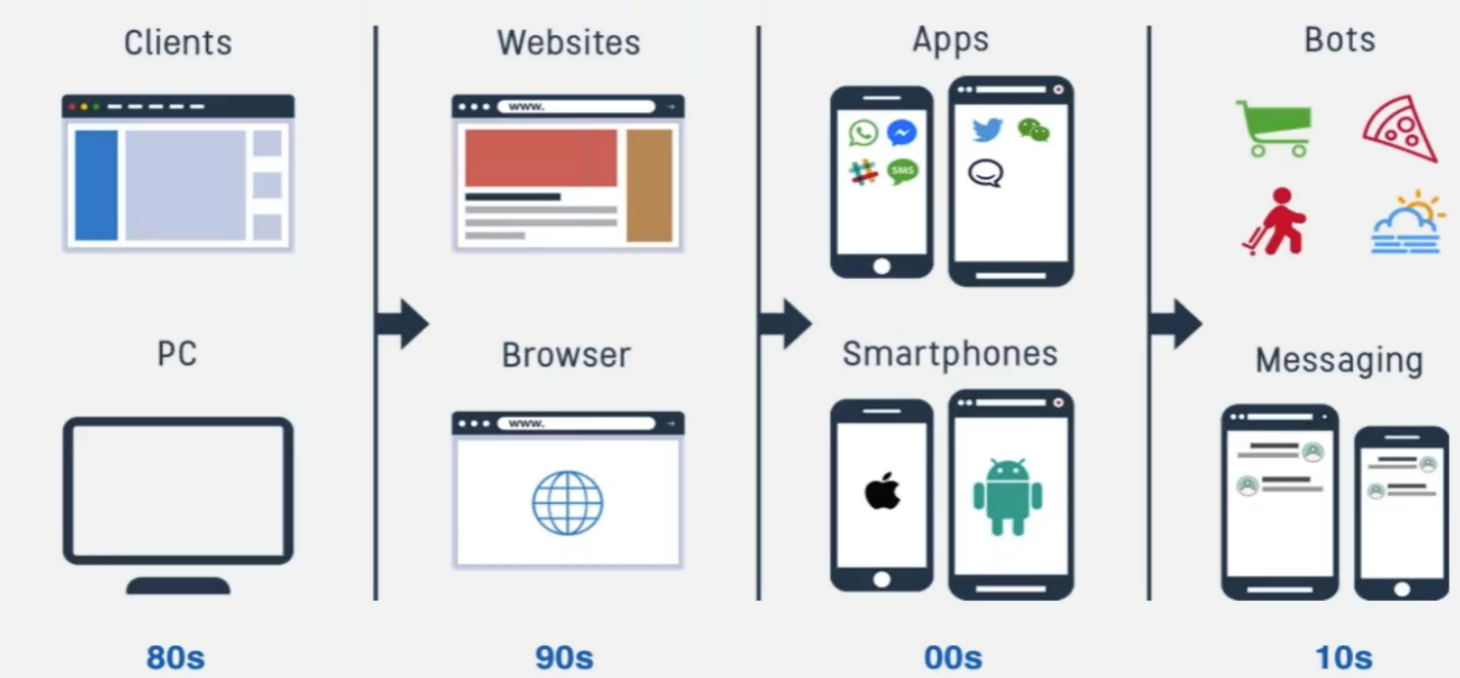 Clients
Websites
Apps
Bots
www.
SMS
PC
Browser
Smartphones
Messaging
www.
80s
90s
00s
10s